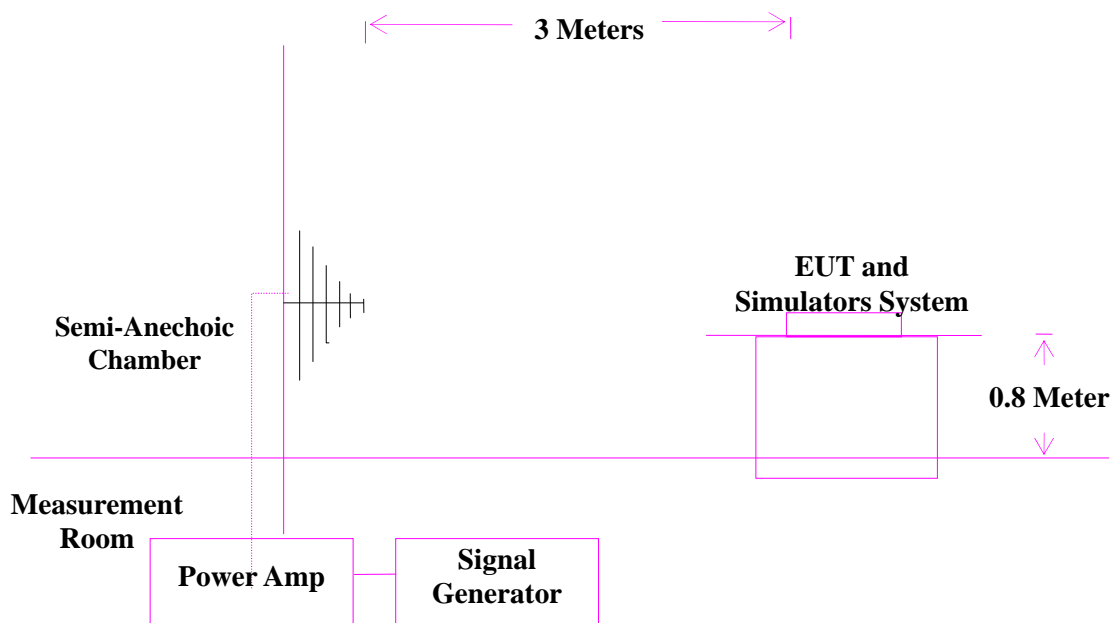 3 Meters
EUT and
Simulators System
Semi-Anechoic
Chamber
0.8 Meter
Measurement
Room
Power Amp
Signal
Generator